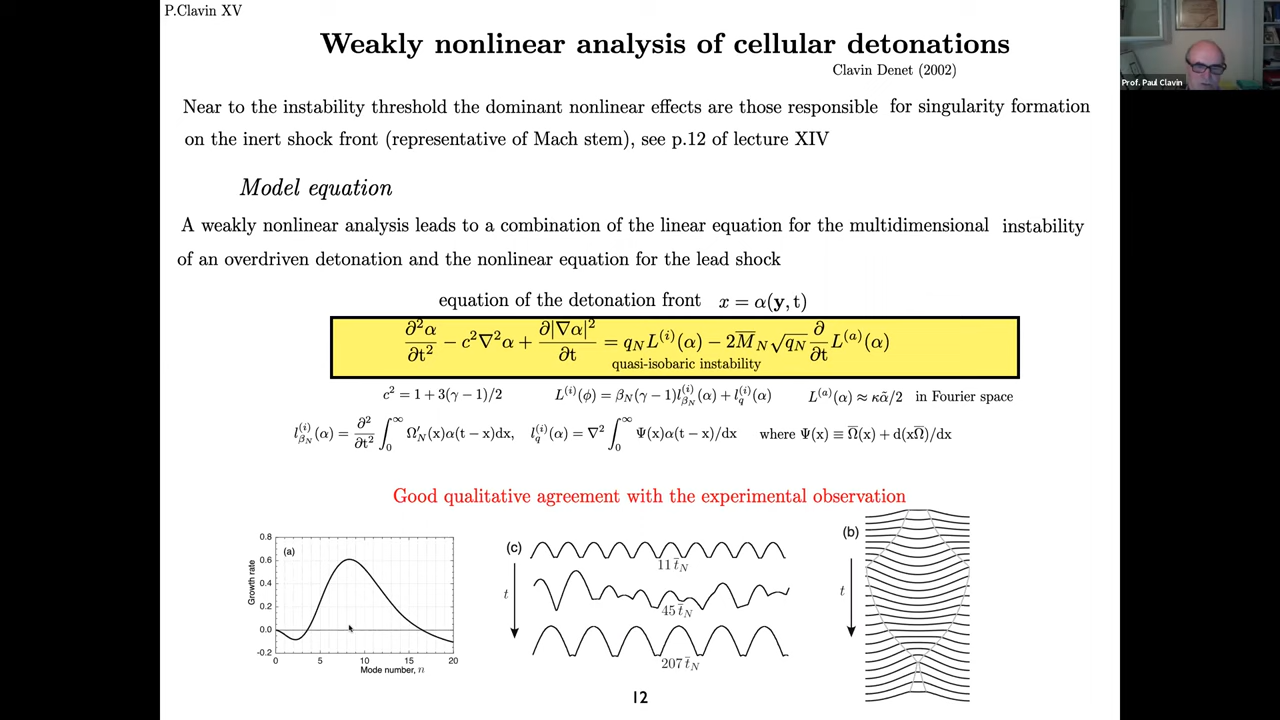 P.Clavin XV
Weakly nonlinear analysis of cellular detonations
Clavin Denet (2002)
Prof. Paul Clavin
Near to the instability threshold the dominant nonlinear effects are those responsible for singularity formation
on the inert shock front (representative of Mach stem), see p.12 of lecture XIV
Model equation
A weakly nonlinear analysis leads to a combination of the linear equation for the multidimensional instability
of an overdriven detonation and the nonlinear equation for the lead shock
equation of the detonation front x = α(y,t)
∂²α/∂t² − c²∇²α + ∂|∇α|²/∂t = q_N L^(i)(α) − 2M̅_N √q_N ∂/∂t L^(a)(α)
quasi-isobaric instability
c² = 1 + 3(γ − 1)/2 L^(i)(ϕ) = β_N(γ − 1)l^(i)_β_N(α) + l^(i)_q(α) L^(a)(α) ≈ κα̃/2 in Fourier space
l^(i)_β_N(α) = ∂²/∂t² ∫_0^∞ Ω′_N(x)α(t − x)dx, l^(i)_q(α) = ∇² ∫_0^∞ Ψ(x)α(t − x)/dx where Ψ(x) ≡ Ω̅(x) + d(xΩ̅)/dx
Good qualitative agreement with the experimental observation
(a)
Growth rate
0.8
0.6
0.4
0.2
0.0
-0.2
0 5 10 15 20
Mode number, n
(c)
t
11 t̅_N
45 t̅_N
207 t̅_N
(b)
t
12